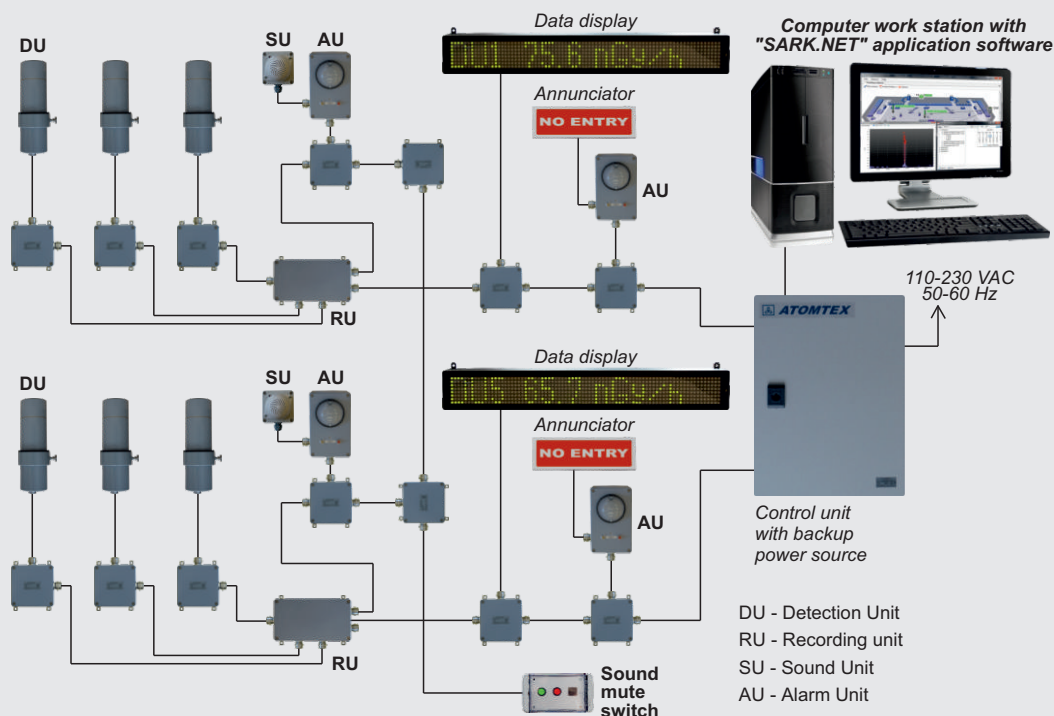 Data display
Computer work station with
"SARK.NET" application software
DU
SU
AU
DU1 75.6 nGy/h
Annunciator
NO ENTRY
AU
110-230 VAC
50-60 Hz
RU
ATOMTEX
Data display
DU
SU
AU
DU5 65.7 nGy/h
Annunciator
NO ENTRY
AU
Control unit
with backup
power source
RU
DU - Detection Unit
RU - Recording unit
SU - Sound Unit
AU - Alarm Unit
Sound
mute
switch